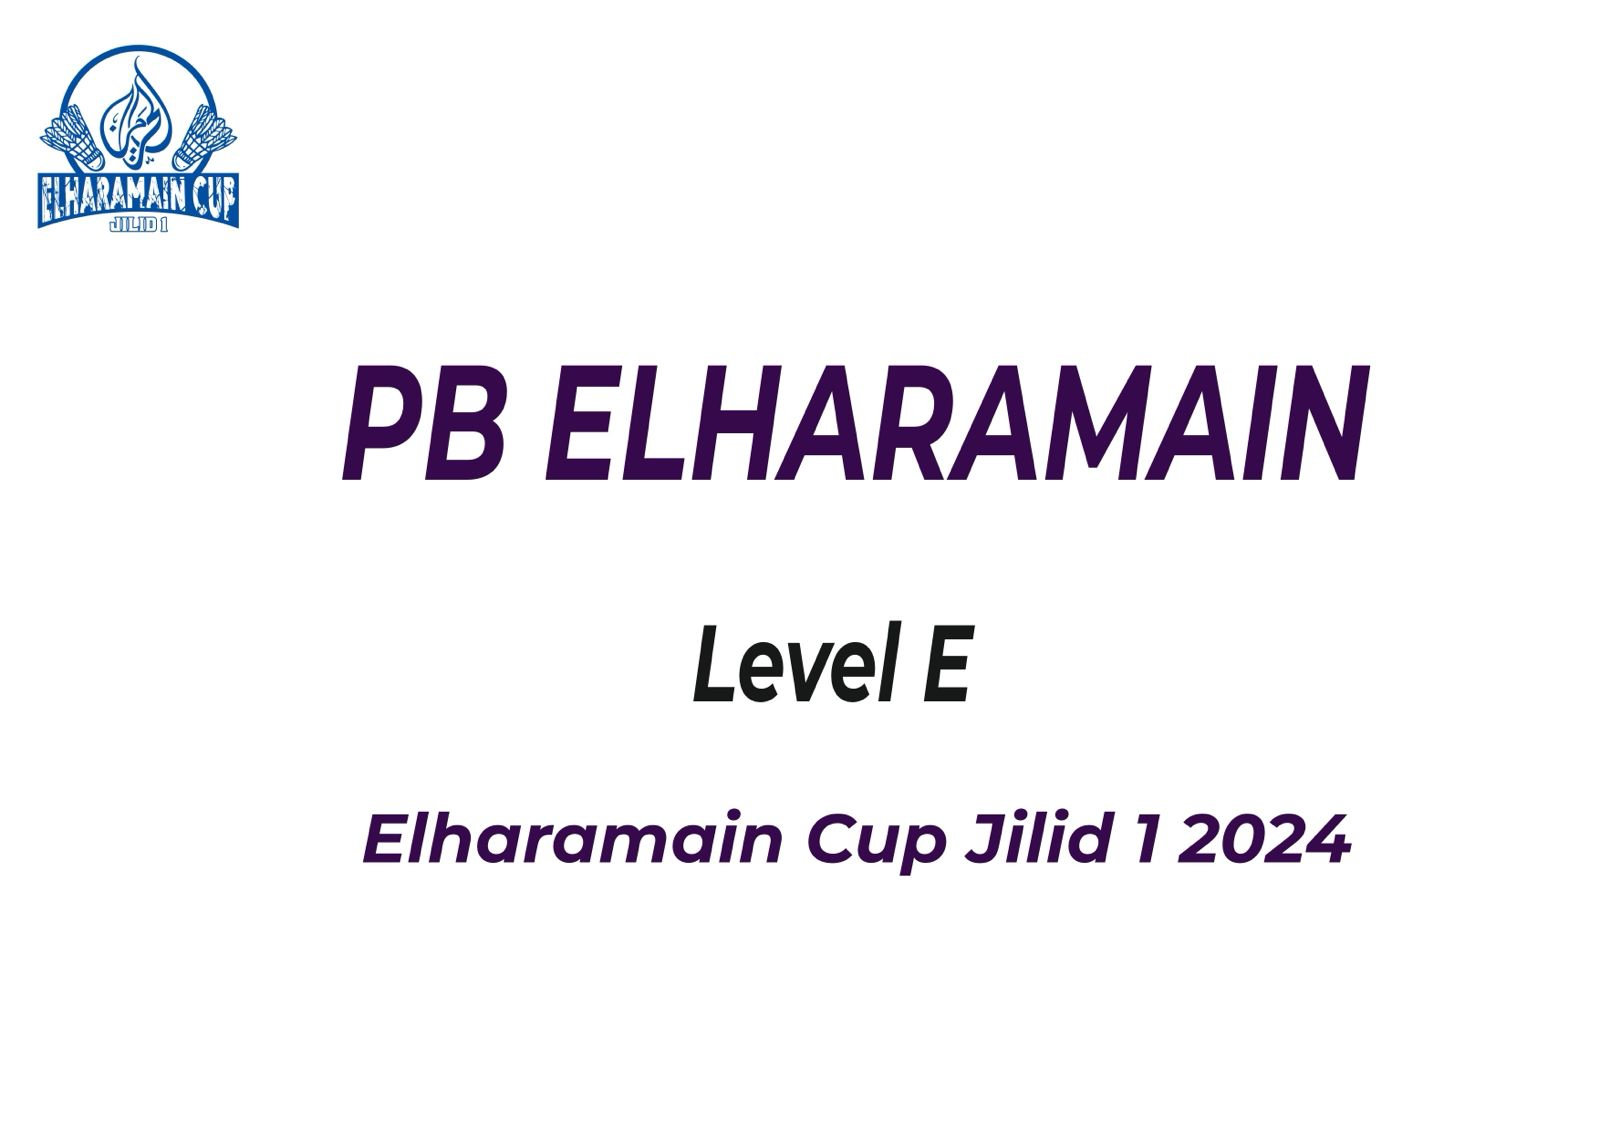 ELHARAMAIN CUP
JILID 1
PB ELHARAMAIN
Level E
Elharamain Cup Jilid 1 2024